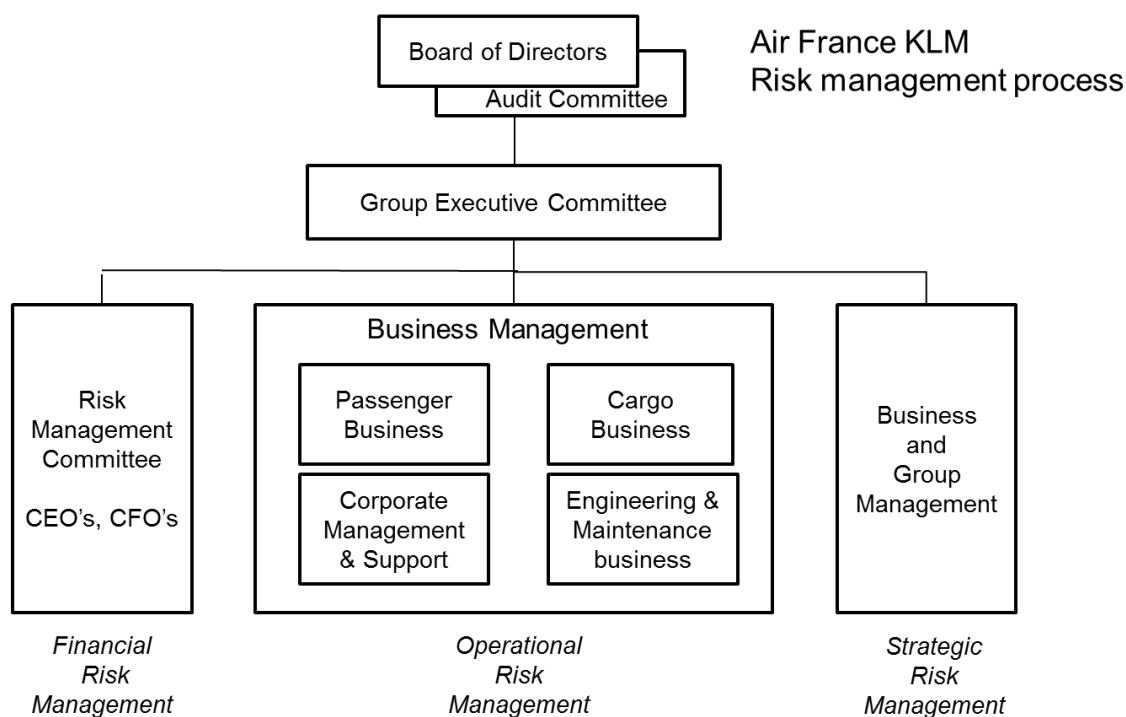 Board of Directors
Audit Committee
Air France KLM
Risk management process
Group Executive Committee
Risk
Management
Committee
CEO's, CFO's
Business Management
Passenger
Business
Cargo
Business
Corporate
Management
& Support
Engineering &
Maintenance
business
Business
and
Group
Management
Financial
Risk
Management
Operational
Risk
Management
Strategic
Risk
Management